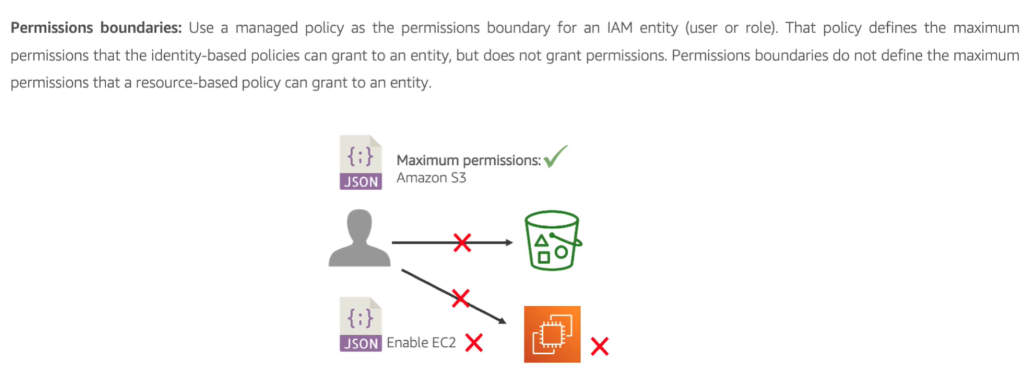 Permissions boundaries: Use a managed policy as the permissions boundary for an IAM entity (user or role). That policy defines the maximum
permissions that the identity-based policies can grant to an entity, but does not grant permissions. Permissions boundaries do not define the maximum
permissions that a resource-based policy can grant to an entity.
{;}
JSON
Maximum permissions:
Amazon S3
{;}
JSON
Enable EC2